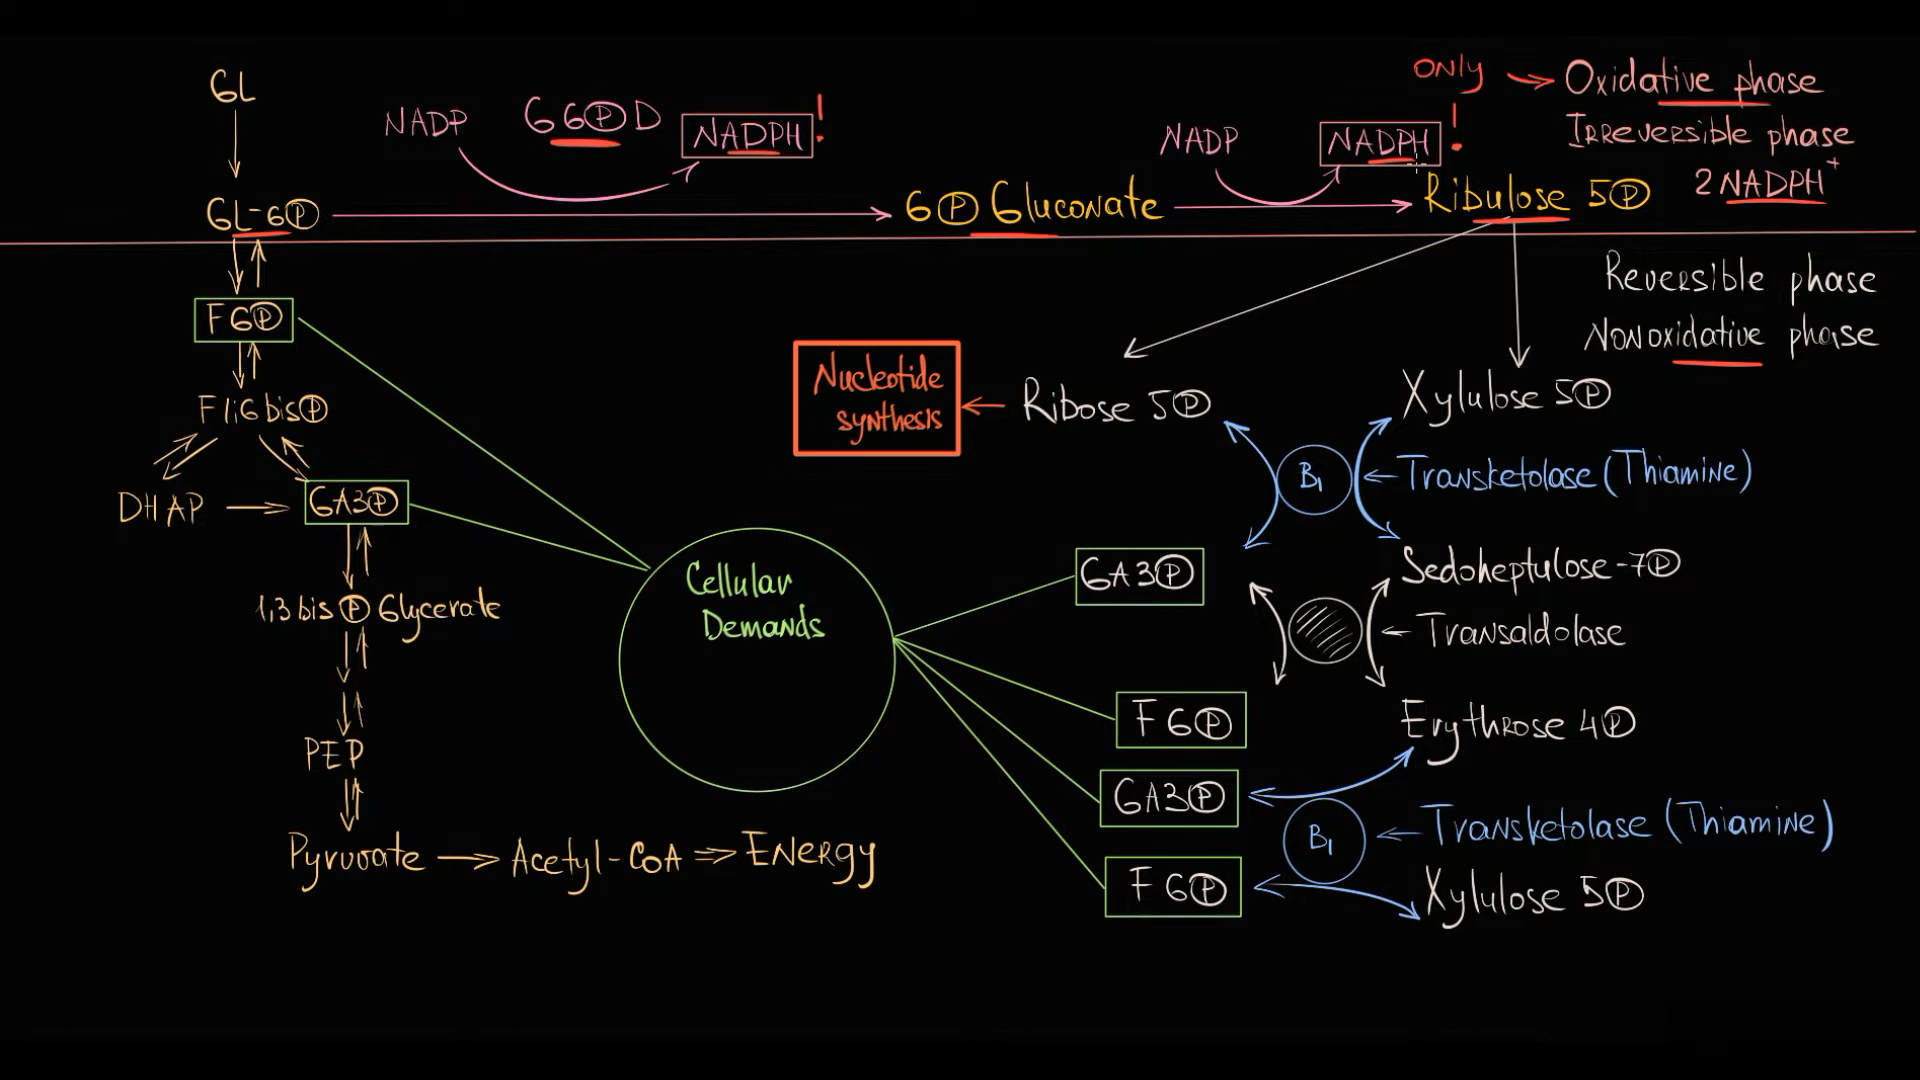 GL
NADP
G6ⓅD
NADPH!
NADP
NADPH!
ONLY
Oxidative phase
Irreversible phase
2 NADPH⁺
GL-6Ⓟ
6Ⓟ Gluconate
Ribulose 5Ⓟ
Reversible phase
Nonoxidative phase
F6Ⓟ
F1,6 bisⓅ
DHAP
GA3Ⓟ
1,3 bis Ⓟ Glycerate
PEP
Pyruvate
Acetyl-CoA
Energy
Cellular
Demands
Nucleotide
synthesis
Ribose 5Ⓟ
Xylulose 5Ⓟ
B₁
Transketolase (Thiamine)
GA3Ⓟ
Sedoheptulose-7Ⓟ
Transaldolase
F6Ⓟ
Erythrose 4Ⓟ
GA3Ⓟ
B₁
Transketolase (Thiamine)
F6Ⓟ
Xylulose 5Ⓟ